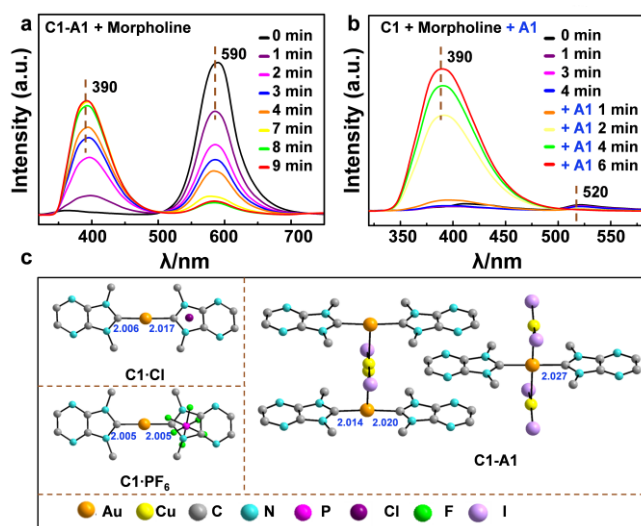 a
C1-A1 + Morpholine
390
590
0 min
1 min
2 min
3 min
4 min
7 min
8 min
9 min
Intensity (a.u.)
400
500
600
700
λ/nm
b
C1 + Morpholine + A1
390
520
0 min
1 min
3 min
4 min
+ A1 1 min
+ A1 2 min
+ A1 4 min
+ A1 6 min
Intensity (a.u.)
350
400
450
500
550
λ/nm
c
2.006 2.017
C1·Cl
2.005 2.005
C1·PF6
2.014 2.020
2.027
C1-A1
Au Cu C N P Cl F I